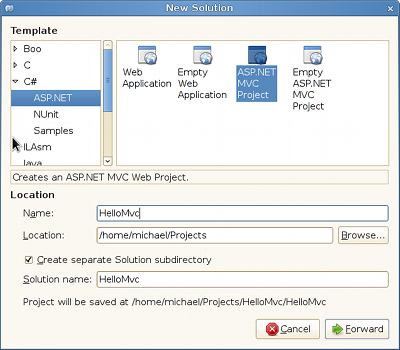 New Solution
Template
Boo
C
C#
ASP.NET
NUnit
Samples
ILAsm
Java
Web
Application
Empty
Web
Application
ASP.NET
MVC
Project
Empty
ASP.NET
MVC
Project
Creates an ASP.NET MVC Web Project.
Location
Name:
HelloMvc
Location:
/home/michael/Projects
Browse...
Create separate Solution subdirectory
Solution name:
HelloMvc
Project will be saved at /home/michael/Projects/HelloMvc/HelloMvc
Cancel
Forward